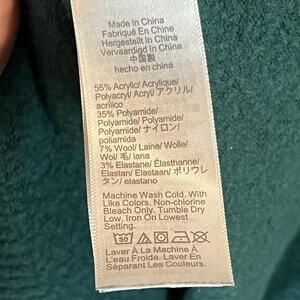 Made in China
Fabriqué En Chine
Hergestellt In China
Vervaardigd In China
中国製
hecho en china
55% Acrylic/ Acrylique/
Polyacryl/ Acryl/ アクリル/
acrílico
35% Polyamide/
Polyamide/ Polyamide/
Polyamide/ ナイロン/
poliamida
7% Wool/ Laine/ Wolle/
Wol/ 毛/ lana
3% Elastane/ Élasthanne/
Elastan/ Elastaan/ ポリウレ
タン/ elastano
Machine Wash Cold. With
Like Colors. Non-chlorine
Bleach Only. Tumble Dry
Low, Iron On Lowest
Setting.
30
Laver À La Machine À
L'eau Froide. Laver En
Séparant Les Couleurs.